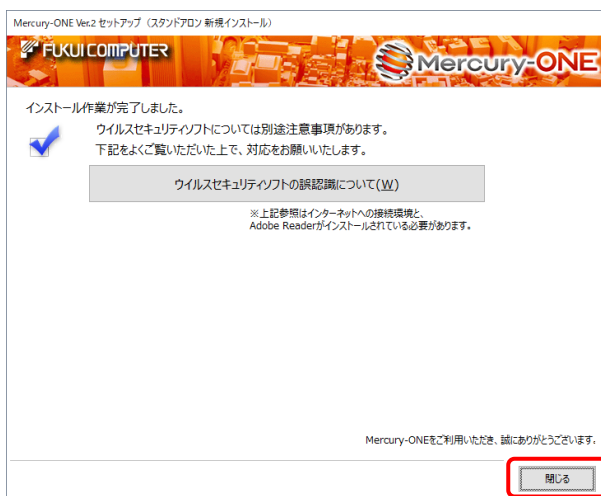 Mercury-ONE Ver.2 セットアップ（スタンドアロン 新規インストール）
FUKUI COMPUTER
Mercury-ONE
インストール作業が完了しました。
ウイルスセキュリティソフトについては別途注意事項があります。
下記をよくご覧いただいた上で、対応をお願いいたします。
ウイルスセキュリティソフトの誤認識について(W)
※上記参照はインターネットへの接続環境と、
Adobe Readerがインストールされている必要があります。
Mercury-ONEをご利用いただき、誠にありがとうございます。
閉じる